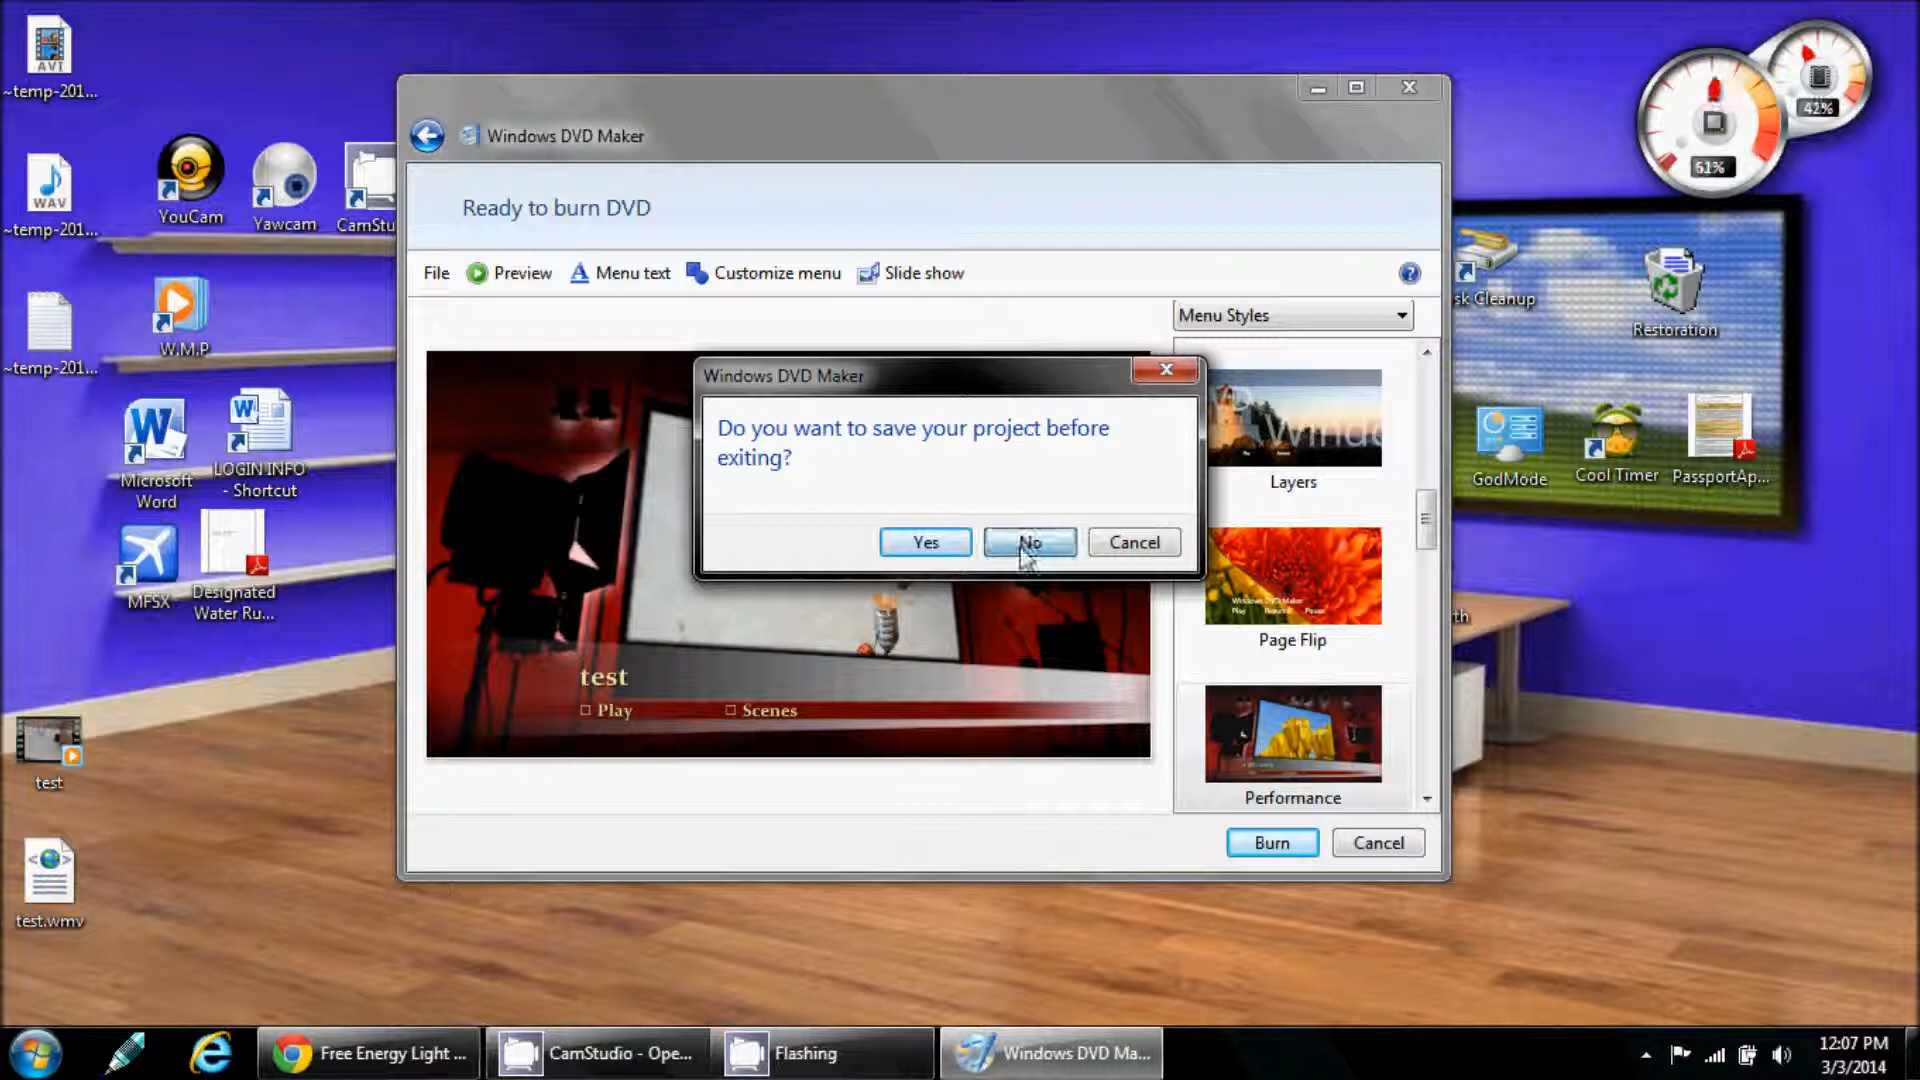 AVI
~temp-201...
WAV
~temp-201...
~temp-201...
YouCam
Yawcam
CamStu
W.M.P
Microsoft
Word
LOGIN INFO
- Shortcut
MFSX
Designated
Water Ru...
test
test.wmv
Windows DVD Maker
Ready to burn DVD
File
Preview
Menu text
Customize menu
Slide show
Menu Styles
Layers
Page Flip
Performance
test
Play
Scenes
Burn
Cancel
Windows DVD Maker
Do you want to save your project before
exiting?
Yes
No
Cancel
42%
61%
sk Cleanup
Restoration
GodMode
Cool Timer
PassportAp...
th
Free Energy Light ...
CamStudio - Ope...
Flashing
Windows DVD Ma...
12:07 PM
3/3/2014